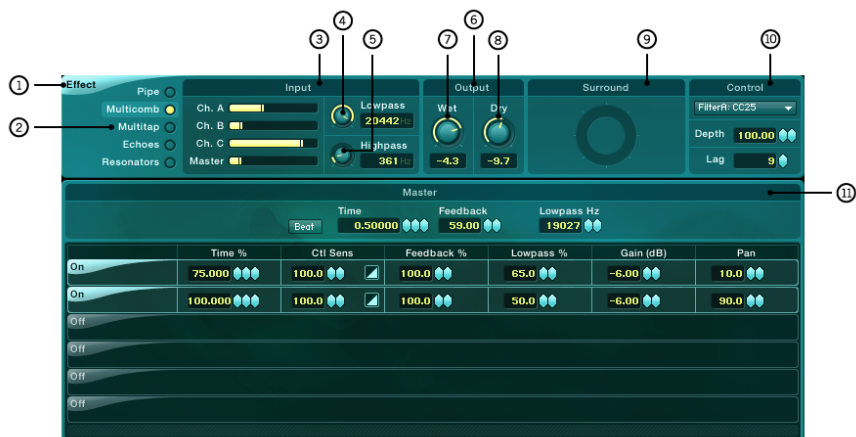 ④
③ ⑤ ⑥ ⑦ ⑧ ⑨ ⑩
① Effect Input Output Surround Control
Pipe
Multicomb Ch. A Lowpass Wet Dry FilterA: CC25
20442 Hz
② Multitap Ch. B Depth 100.00
Echoes Ch. C Highpass
Resonators Master 361 Hz -4.3 -9.7 Lag 9
Master ⑪
Time Feedback Lowpass Hz
Beat 0.50000 59.00 19027
Time % Ctl Sens Feedback % Lowpass % Gain (dB) Pan
On 75.000 100.0 100.0 65.0 -6.00 10.0
On 100.000 100.0 100.0 50.0 -6.00 90.0
Off
Off
Off
Off